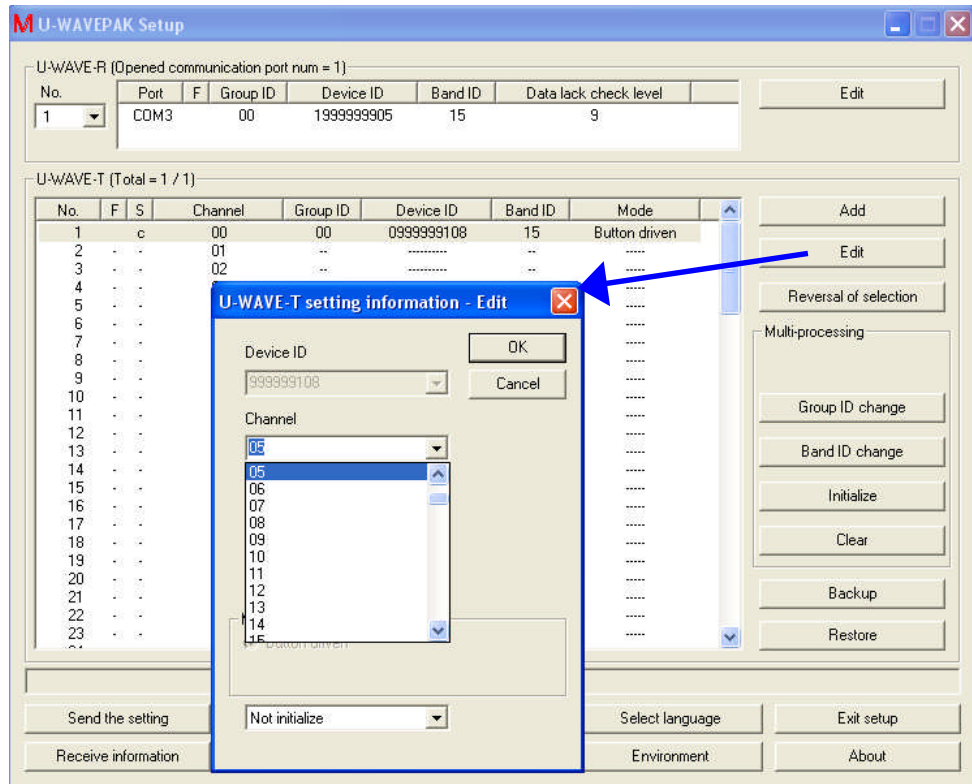 M U-WAVEPAK Setup
U-WAVE-R (Opened communication port num = 1)
No. Port F Group ID Device ID Band ID Data lack check level Edit
1 COM3 00 1999999905 15 9
U-WAVE-T (Total = 1 / 1)
No. F S Channel Group ID Device ID Band ID Mode Add
1 c 00 00 0999999108 15 Button driven
2 - - 01 -- ---------- -- ----- Edit
3 - - 02 -- ---------- -- -----
4 - - -----
5 - - -----
6 - - -----
7 - - -----
8 - - -----
9 - - -----
10 - - -----
11 - - -----
12 - - -----
13 - - -----
14 - - -----
15 - - -----
16 - - -----
17 - - -----
18 - - -----
19 - - -----
20 - - -----
21 - - -----
22 - - -----
23 - - -----
U-WAVE-T setting information - Edit
Device ID
OK
999999108
Cancel
Channel
05
05
06
07
08
09
10
11
12
13
14
15
Button driven
Not initialize
Reversal of selection
Multi-processing
Group ID change
Band ID change
Initialize
Clear
Backup
Restore
Send the setting Select language Exit setup
Receive information Environment About